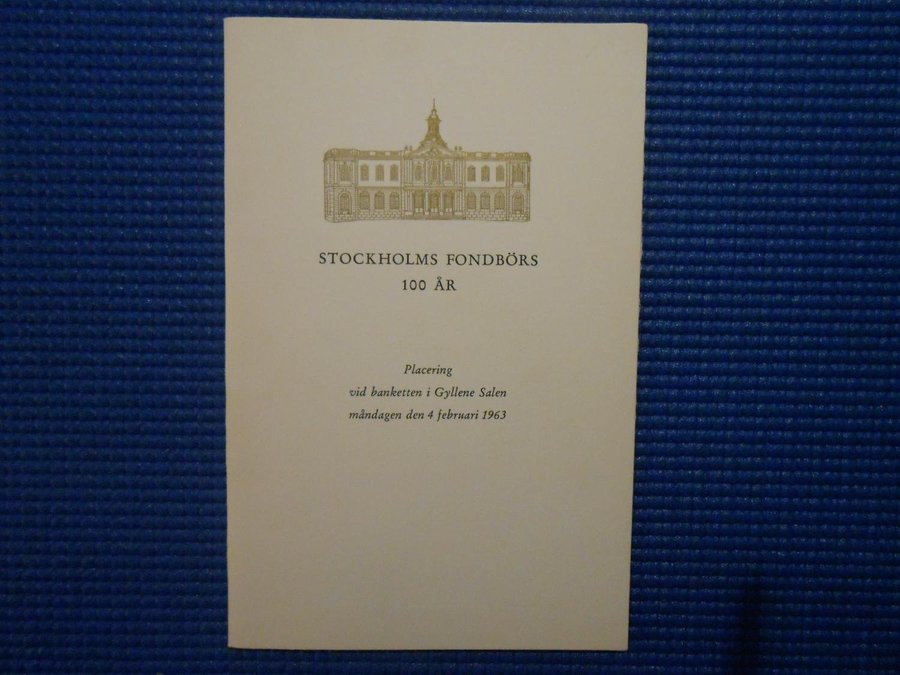 STOCKHOLMS FONDBÖRS
100 ÅR
Placering
vid banketten i Gyllene Salen
måndagen den 4 februari 1963